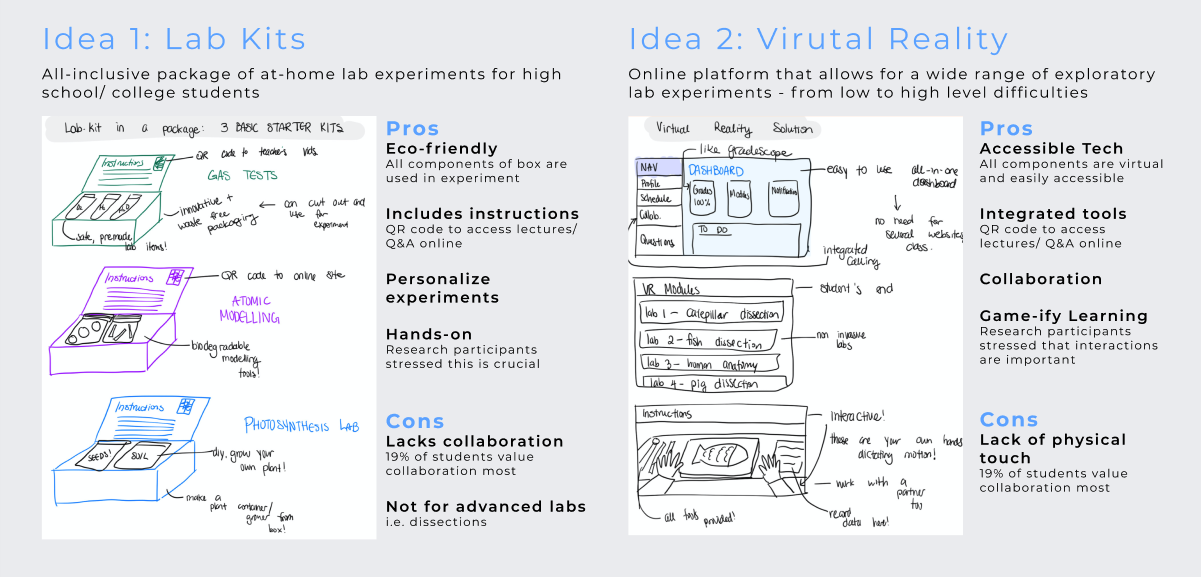 Idea 1: Lab Kits
All-inclusive package of at-home lab experiments for high
school/ college students
Lab-kit in a package: 3 BASIC STARTER KITS
Instructions
QR code to teacher's vids
GAS TESTS
innovative +
waste free
packaging
can cut out and
use for
experiment
safe, premade
lab items!
Instructions
QR code to online site
ATOMIC
MODELLING
biodegradable
modelling
tools!
Instructions
PHOTOSYNTHESIS LAB
SEEDS!
SOIL
diy, grow your
own plant!
make a
plant container/
grower from
box!
Pros
Eco-friendly
All components of box are
used in experiment
Includes instructions
QR code to access lectures/
Q&A online
Personalize
experiments
Hands-on
Research participants
stressed this is crucial
Cons
Lacks collaboration
19% of students value
collaboration most
Not for advanced labs
i.e. dissections
Idea 2: Virutal Reality
Online platform that allows for a wide range of exploratory
lab experiments - from low to high level difficulties
Virtual Reality Solution
like gradescope
NAV
Profile
Schedule
Collab.
Questions
DASHBOARD
Grades
100%
Modules
Notifications
TO DO
easy to use
all-in-one
dashboard
no need for
several websites
class.
integrated
calling
VR Modules
student's end
lab 1 - catepillar dissection
lab 2 - fish dissection
lab 3 - human anatomy
lab 4 - pig dissection
non invasive
labs
Instructions
Interactive!
those are your own hands
dictating motion!
work with a
partner
too
all tools
provided!
record
data here!
Pros
Accessible Tech
All components are virtual
and easily accessible
Integrated tools
QR code to access
lectures/ Q&A online
Collaboration
Game-ify Learning
Research participants
stressed that interactions
are important
Cons
Lack of physical
touch
19% of students value
collaboration most